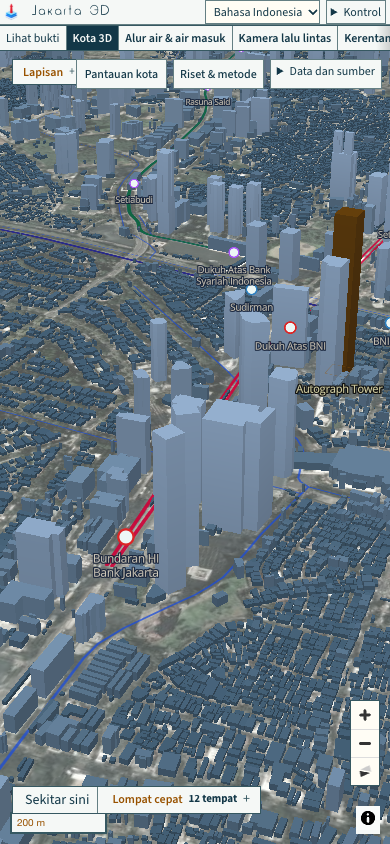 Jakarta 3D
Bahasa Indonesia
Kontrol
Lihat bukti
Kota 3D
Alur air & air masuk
Kamera lalu lintas
Kerentan
Lapisan +
Pantauan kota
Riset & metode
Data dan sumber
Rasuna Said
Setiabudi
Set
Dukuh Atas Bank
Syariah Indonesia
Sudirman
Dukuh Atas BNI
BNI
Autograph Tower
Bundaran HI
Bank Jakarta
Sekitar sini
Lompat cepat 12 tempat +
200 m